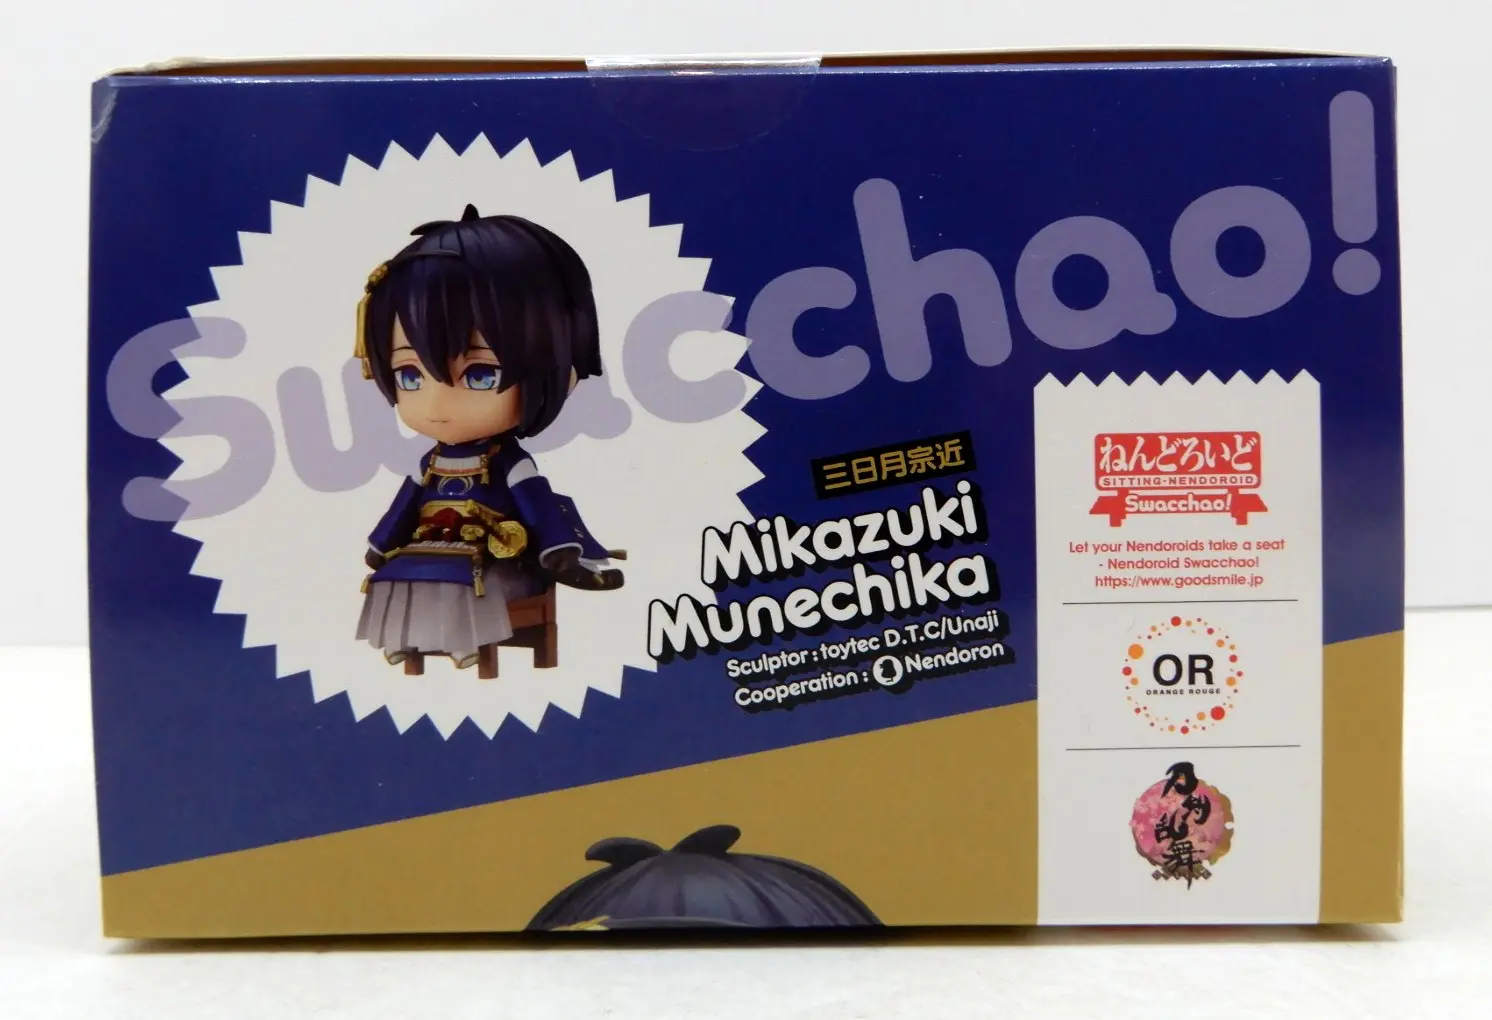 Swacchao!
三日月宗近
Mikazuki
Munechika
Sculptor : toytec D.T.C/Unaji
Cooperation : Nendoron
ねんどろいど
SITTING-NENDOROID
Swacchao!
Let your Nendoroids take a seat
- Nendoroid Swacchao!
https://www.goodsmile.jp
OR
ORANGE ROUGE
刀剣乱舞